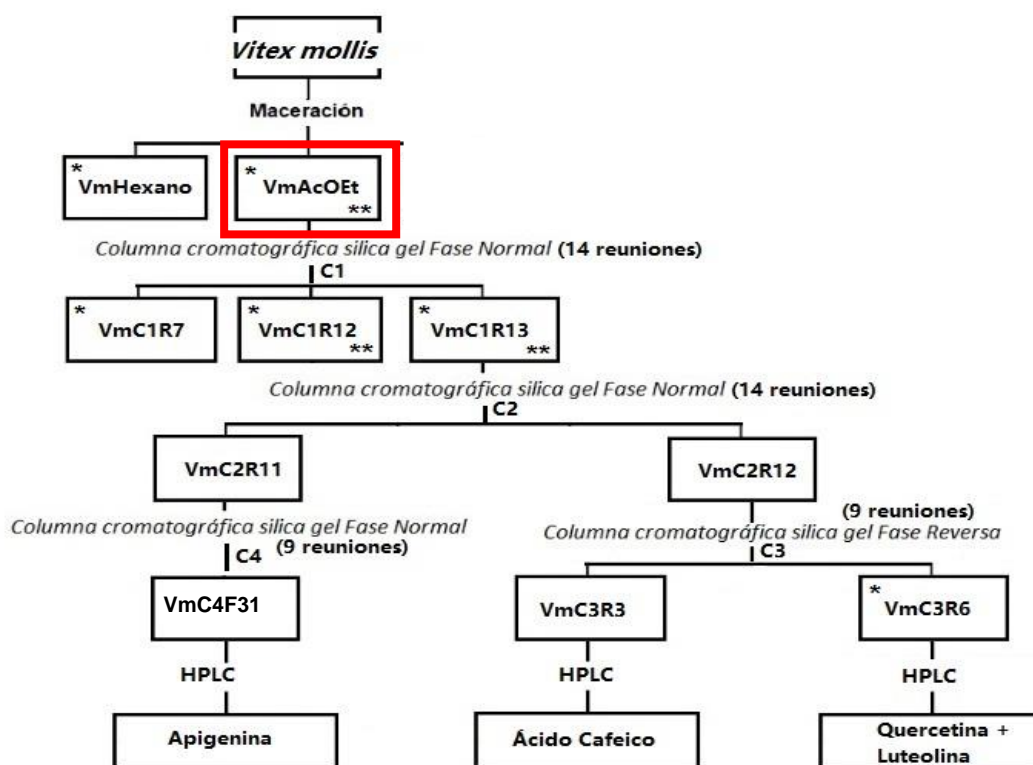 Vitex mollis
Maceración
* VmHexano
* VmAcOEt **
Columna cromatográfica silica gel Fase Normal (14 reuniones)
C1
* VmC1R7
* VmC1R12 **
* VmC1R13 **
Columna cromatográfica silica gel Fase Normal (14 reuniones)
C2
VmC2R11
VmC2R12
Columna cromatográfica silica gel Fase Normal
(9 reuniones)
C4
(9 reuniones)
Columna cromatográfica silica gel Fase Reversa
C3
VmC4F31
VmC3R3
* VmC3R6
HPLC
HPLC
HPLC
Apigenina
Ácido Cafeico
Quercetina +
Luteolina